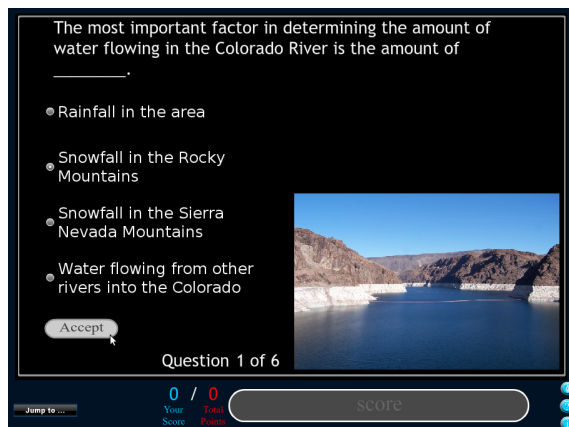 The most important factor in determining the amount of
water flowing in the Colorado River is the amount of
________.
Rainfall in the area
Snowfall in the Rocky
Mountains
Snowfall in the Sierra
Nevada Mountains
Water flowing from other
rivers into the Colorado
Accept
Question 1 of 6
0 / 0
Your Total
Score Points
score
Jump to ...